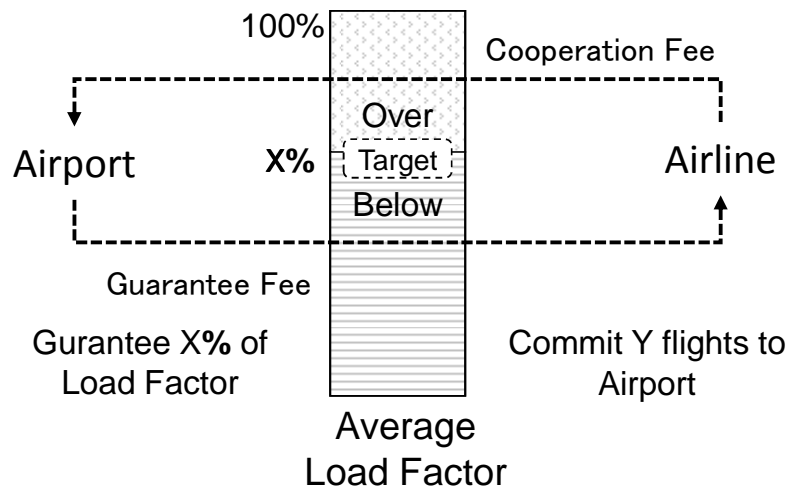 100%
Cooperation Fee
Over
Airport
X%
Target
Airline
Below
Guarantee Fee
Gurantee X% of
Load Factor
Commit Y flights to
Airport
Average
Load Factor